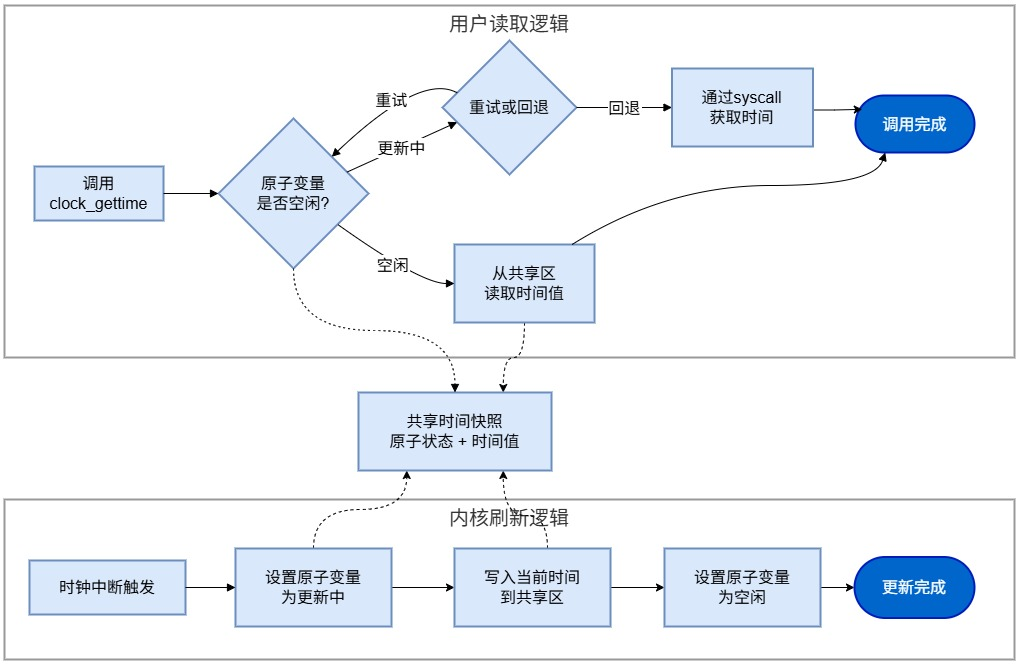 用户读取逻辑
调用
clock_gettime
原子变量
是否空闲?
重试
更新中
空闲
重试或回退
回退
通过syscall
获取时间
调用完成
从共享区
读取时间值
共享时间快照
原子状态 + 时间值
内核刷新逻辑
时钟中断触发
设置原子变量
为更新中
写入当前时间
到共享区
设置原子变量
为空闲
更新完成